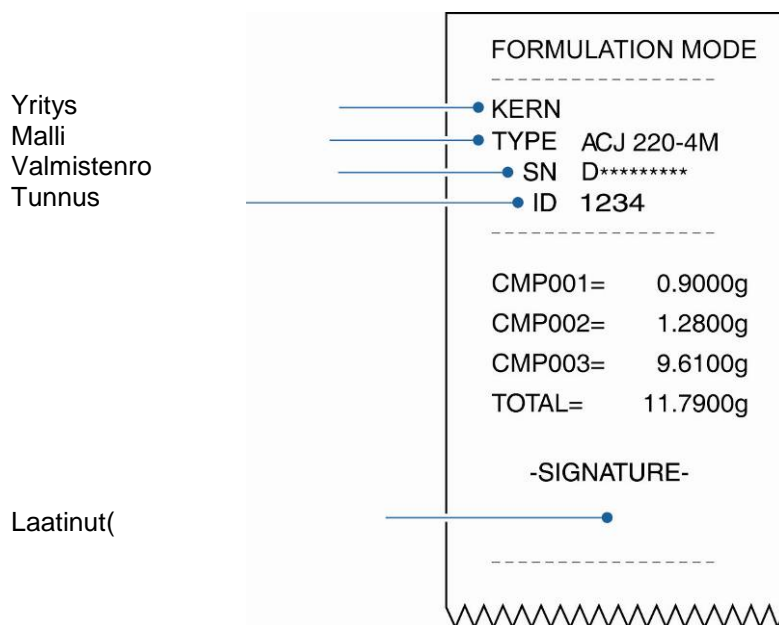 FORMULATION MODE
--------------------
Yritys KERN
Malli TYPE ACJ 220-4M
Valmistenro SN D*********
Tunnus ID 1234
--------------------
CMP001= 0.9000g
CMP002= 1.2800g
CMP003= 9.6100g
TOTAL= 11.7900g
-SIGNATURE-
Laatinut(
--------------------